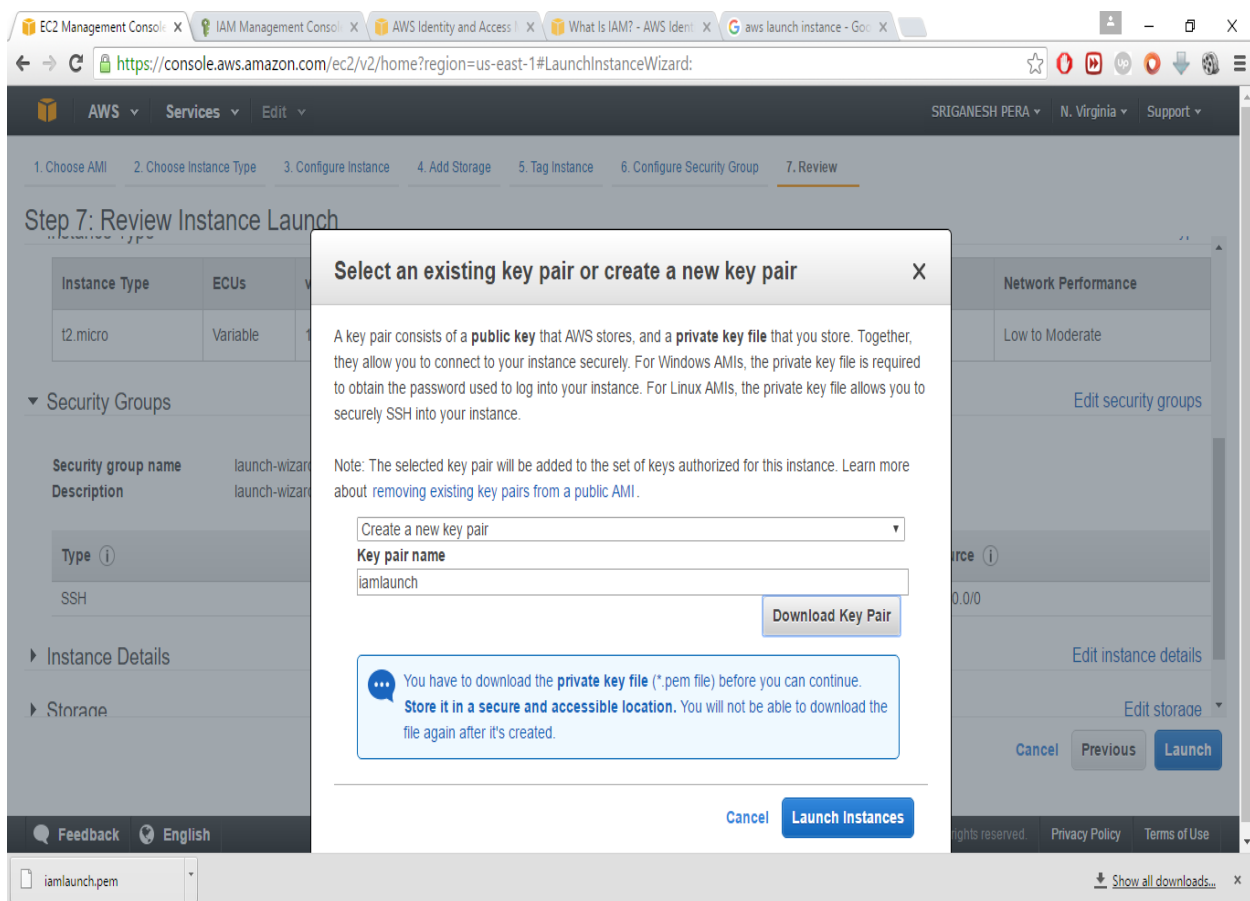 EC2 Management Console
IAM Management Consol
AWS Identity and Access
What Is IAM? - AWS Ident
aws launch instance - Goo
https://console.aws.amazon.com/ec2/v2/home?region=us-east-1#LaunchInstanceWizard:
AWS Services Edit SRIGANESH PERA N. Virginia Support
1. Choose AMI 2. Choose Instance Type 3. Configure Instance 4. Add Storage 5. Tag Instance 6. Configure Security Group 7. Review
Step 7: Review Instance Launch
Instance Type ECUs Network Performance
t2.micro Variable 1 Low to Moderate
Security Groups Edit security groups
Security group name launch-wizard
Description launch-wizard
Type
SSH 0.0/0
Instance Details Edit instance details
Storage Edit storage
Cancel Previous Launch
Select an existing key pair or create a new key pair X
A key pair consists of a public key that AWS stores, and a private key file that you store. Together,
they allow you to connect to your instance securely. For Windows AMIs, the private key file is required
to obtain the password used to log into your instance. For Linux AMIs, the private key file allows you to
securely SSH into your instance.
Note: The selected key pair will be added to the set of keys authorized for this instance. Learn more
about removing existing key pairs from a public AMI.
Create a new key pair
Key pair name
iamlaunch
Download Key Pair
You have to download the private key file (*.pem file) before you can continue.
Store it in a secure and accessible location. You will not be able to download the
file again after it's created.
Cancel Launch Instances
Feedback English rights reserved. Privacy Policy Terms of Use
iamlaunch.pem Show all downloads...